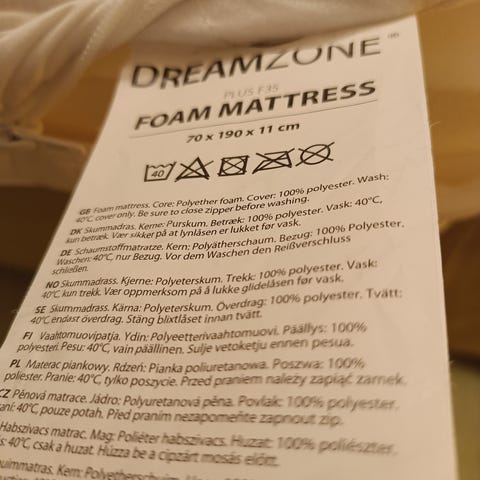 DREAMZONE®
PLUS F35
FOAM MATTRESS
70 x 190 x 11 cm
40
GB Foam mattress. Core: Polyether foam. Cover: 100% polyester. Wash:
40°C, cover only. Be sure to close zipper before washing.
DK Skummadras. Kerne: Purskum. Betræk: 100% polyester. Vask: 40°C,
kun betræk. Vær sikker på at lynlåsen er lukket før vask.
DE Schaumstoffmatratze. Kern: Polyätherschaum. Bezug: 100% Polyester.
Waschen: 40°C, nur Bezug. Vor dem Waschen den Reißverschluss
schließen.
NO Skummadrass. Kjerne: Polyeterskum. Trekk: 100% polyester. Vask:
40°C, kun trekk. Vær oppmerksom på å lukke glidelåsen før vask.
SE Skummadrass. Kärna: Polyeterskum. Överdrag: 100% polyester. Tvätt:
40°C, endast överdrag. Stäng blixtlåset innan tvätt.
FI Vaahtomuovipatja. Ydin: Polyeetterivaahtomuovi. Päällys: 100%
polyesteri. Pesu: 40°C, vain päällinen. Sulje vetoketju ennen pesua.
PL Materac piankowy. Rdzeń: Pianka poliuretanowa. Poszwa: 100%
poliester. Pranie: 40°C, tylko poszycie. Przed praniem należy zapiąć zamek.
CZ Pěnová matrace. Jádro: Polyuretanová pěna. Povlak: 100% polyester.
aní: 40°C, pouze potah. Před praním nezapomeňte zapnout zip.
Habszivacs matrac. Mag: Poliéter habszivacs. Huzat: 100% poliészter.
s: 40°C, csak a huzat. Húzza be a cipzárt mosás előtt.
uimmatras. Kern: Polyetherschuim.